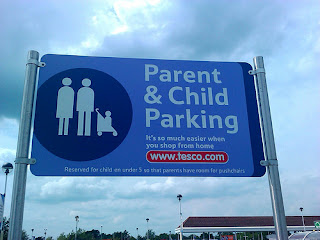 Parent
& Child
Parking
It's so much easier when
you shop from home
www.tesco.com
Reserved for child on under 5 so that parents have room for pushchairs